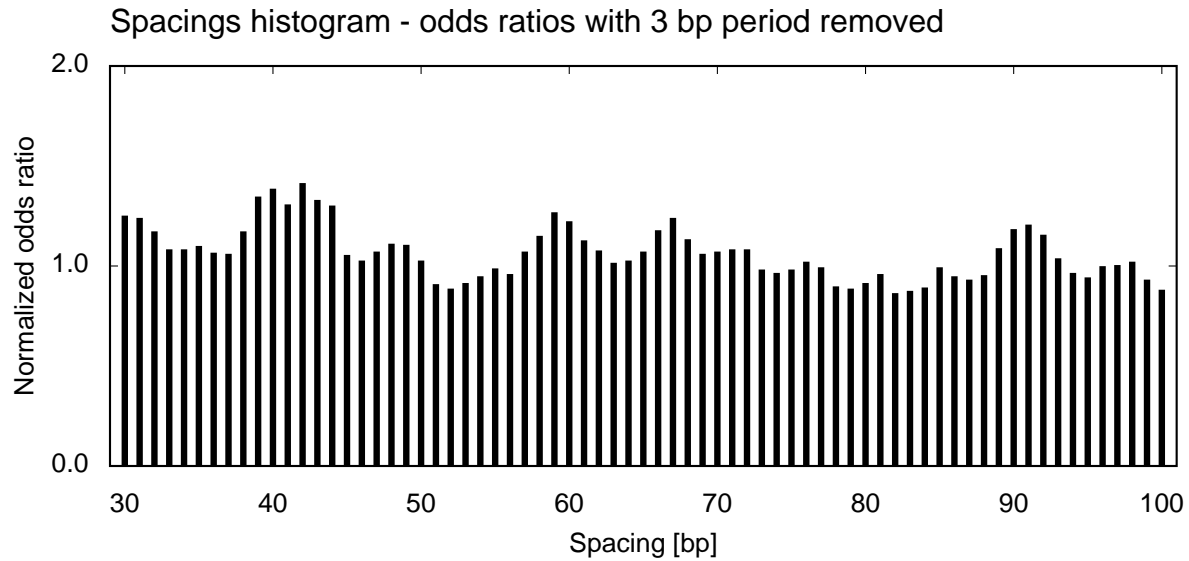 Spacings histogram - odds ratios with 3 bp period removed
2.0
1.0
0.0
Normalized odds ratio
30 40 50 60 70 80 90 100
Spacing [bp]